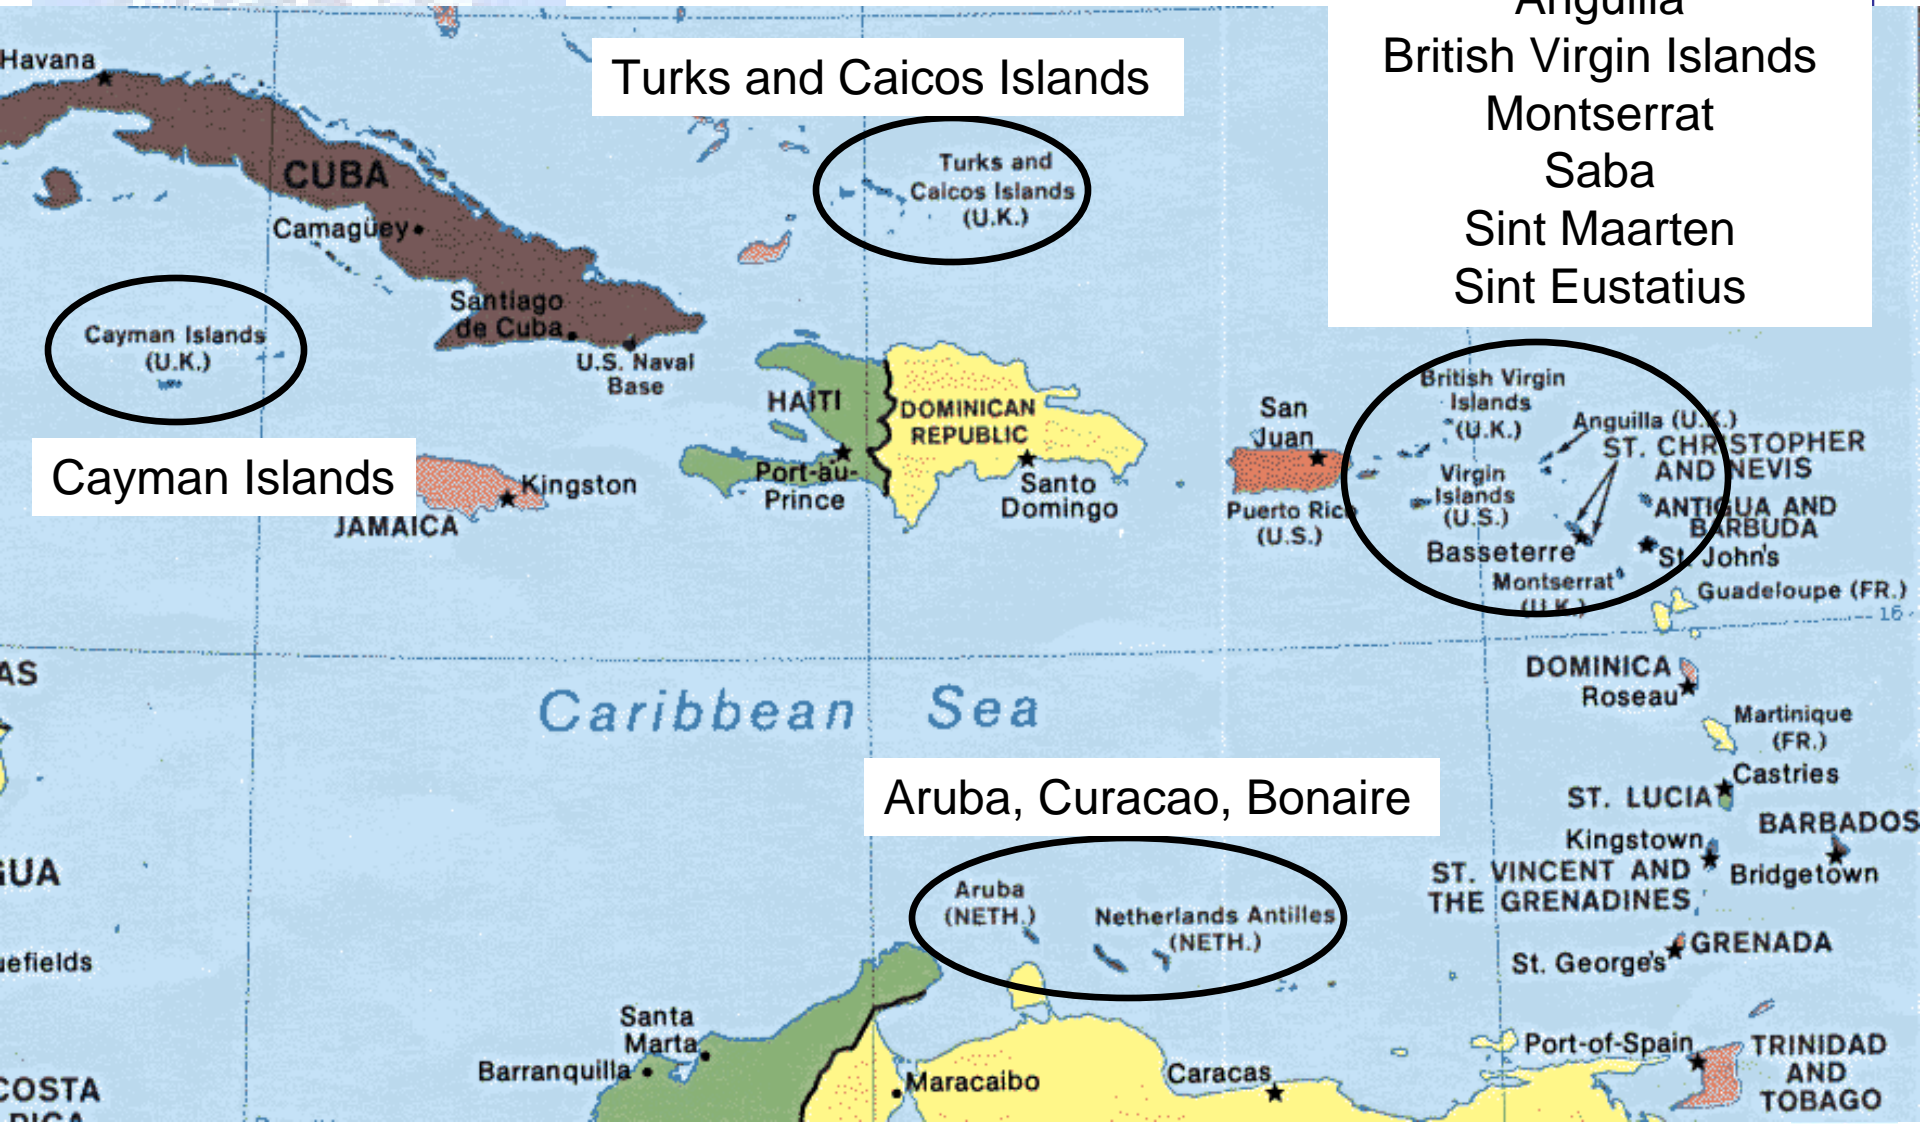 Anguilla
British Virgin Islands
Montserrat
Saba
Sint Maarten
Sint Eustatius
Turks and Caicos Islands
Havana
CUBA
Camagüey
Turks and
Caicos Islands
(U.K.)
Santiago
de Cuba
U.S. Naval
Base
Cayman Islands
(U.K.)
Cayman Islands
Kingston
JAMAICA
HAITI
Port-au-
Prince
DOMINICAN
REPUBLIC
Santo
Domingo
San
Juan
Puerto Rico
(U.S.)
British Virgin
Islands
(U.K.)
Anguilla (U.K.)
ST. CHRISTOPHER
AND NEVIS
Virgin
Islands
(U.S.)
ANTIGUA AND
BARBUDA
Basseterre
St. John's
Montserrat
(U.K.)
Guadeloupe (FR.)
16
DOMINICA
Roseau
Martinique
(FR.)
Castries
ST. LUCIA
BARBADOS
Kingstown
Bridgetown
ST. VINCENT AND
THE GRENADINES
GRENADA
St. George's
Caribbean Sea
Aruba, Curacao, Bonaire
Aruba
(NETH.)
Netherlands Antilles
(NETH.)
AS
GUA
uefields
COSTA
RICA
Santa
Marta
Barranquilla
Maracaibo
Caracas
Port-of-Spain
TRINIDAD
AND
TOBAGO